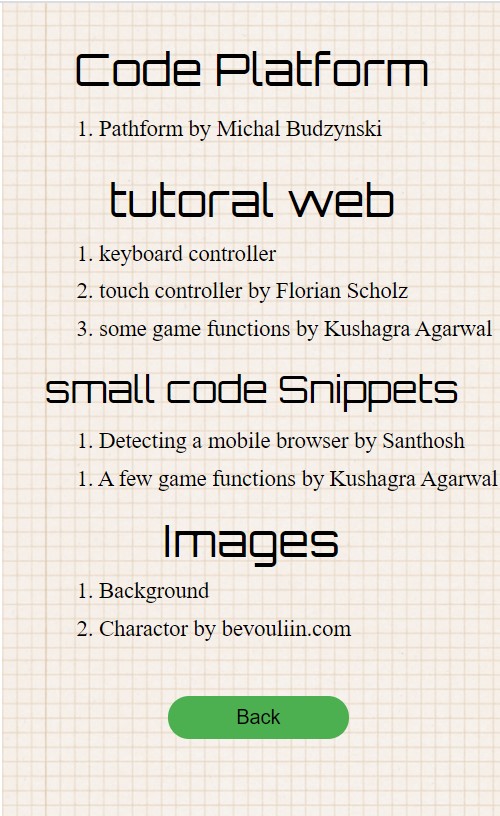 Code Platform
1. Pathform by Michal Budzynski
tutoral web
1. keyboard controller
2. touch controller by Florian Scholz
3. some game functions by Kushagra Agarwal
small code Snippets
1. Detecting a mobile browser by Santhosh
1. A few game functions by Kushagra Agarwal
Images
1. Background
2. Charactor by bevouliin.com
Back